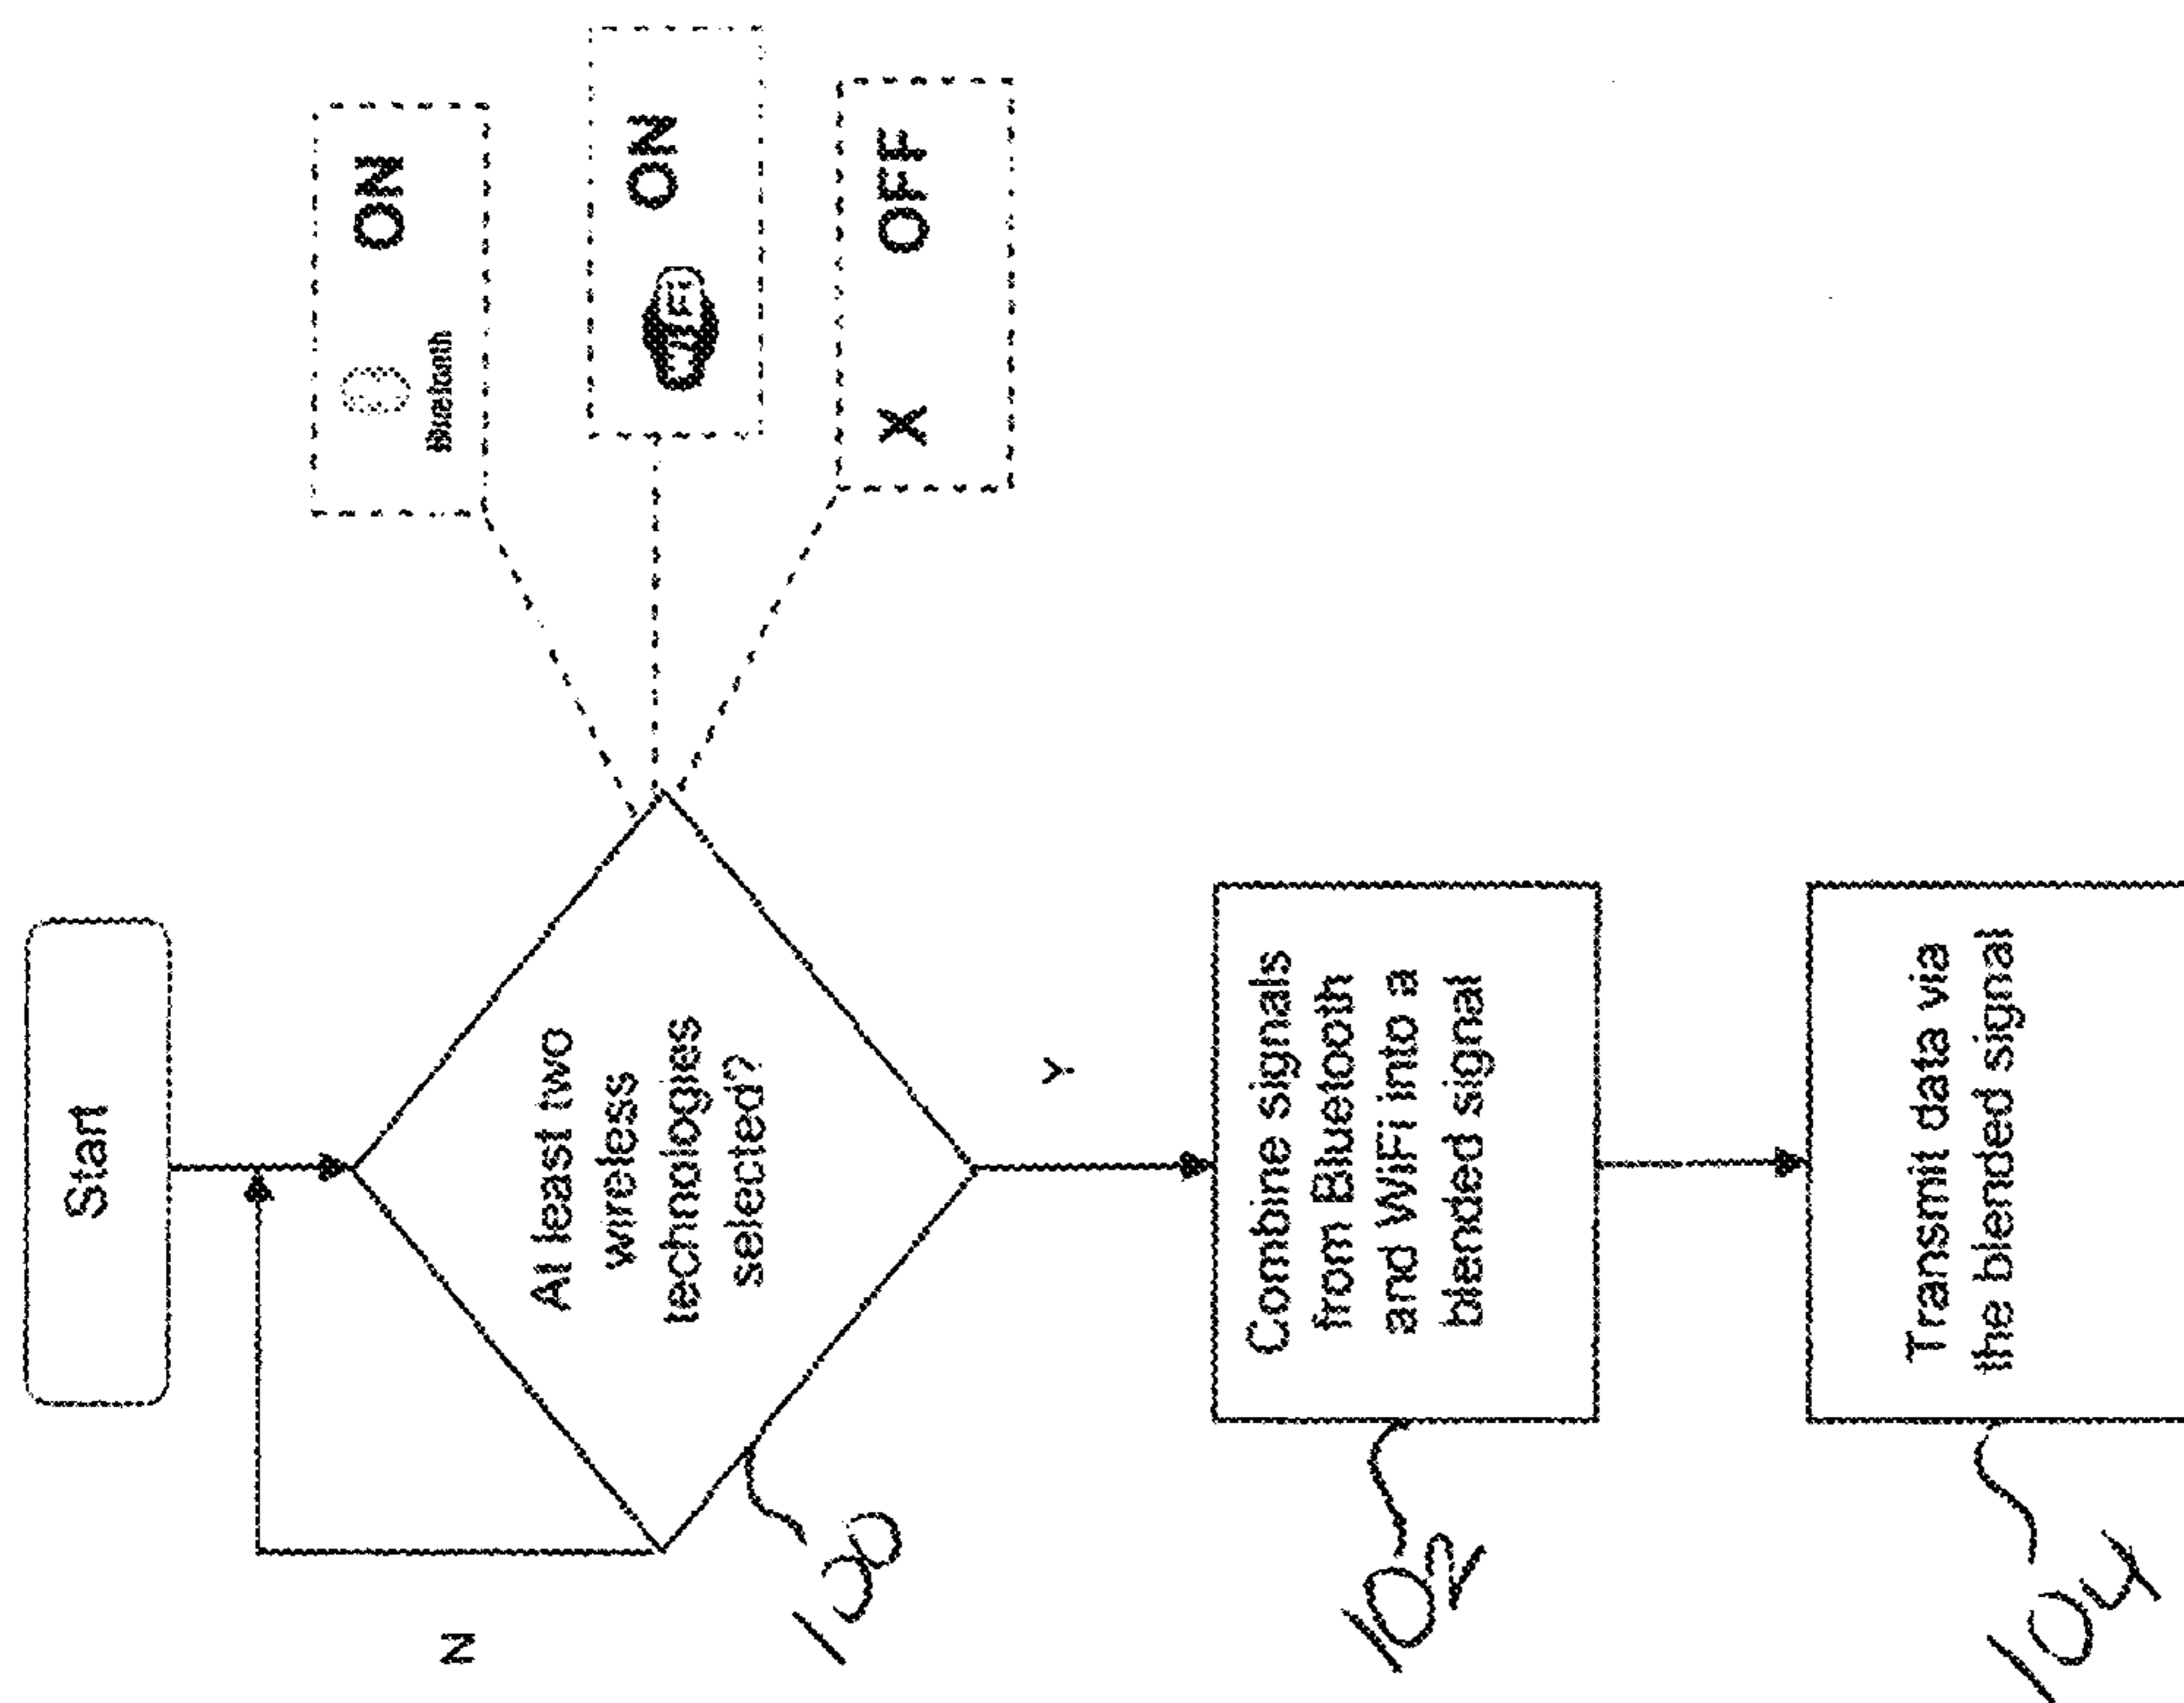 Start
N
At least two
wireless
technologies
selected?
100
Bluetooth
ON
ON
X
OFF
Y
Combine signals
from Bluetooth
and WiFi into a
blended signal
102
Transmit data via
the blended signal
104